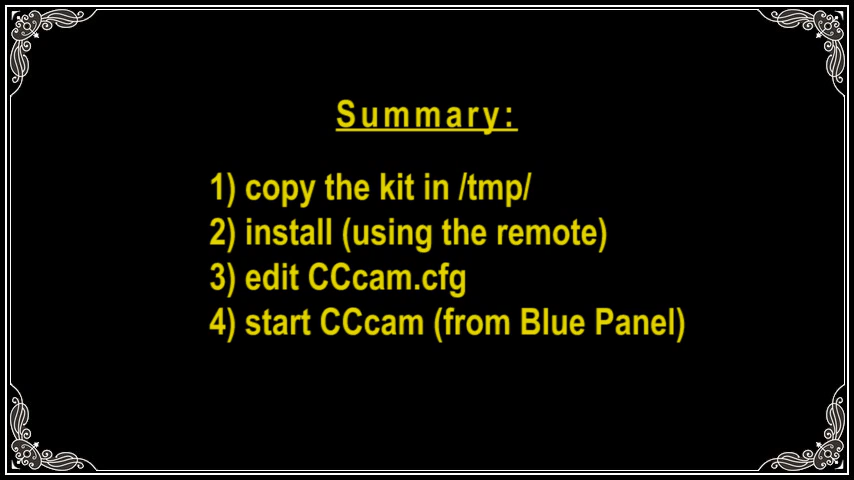 Summary:
1) copy the kit in /tmp/
2) install (using the remote)
3) edit CCcam.cfg
4) start CCcam (from Blue Panel)